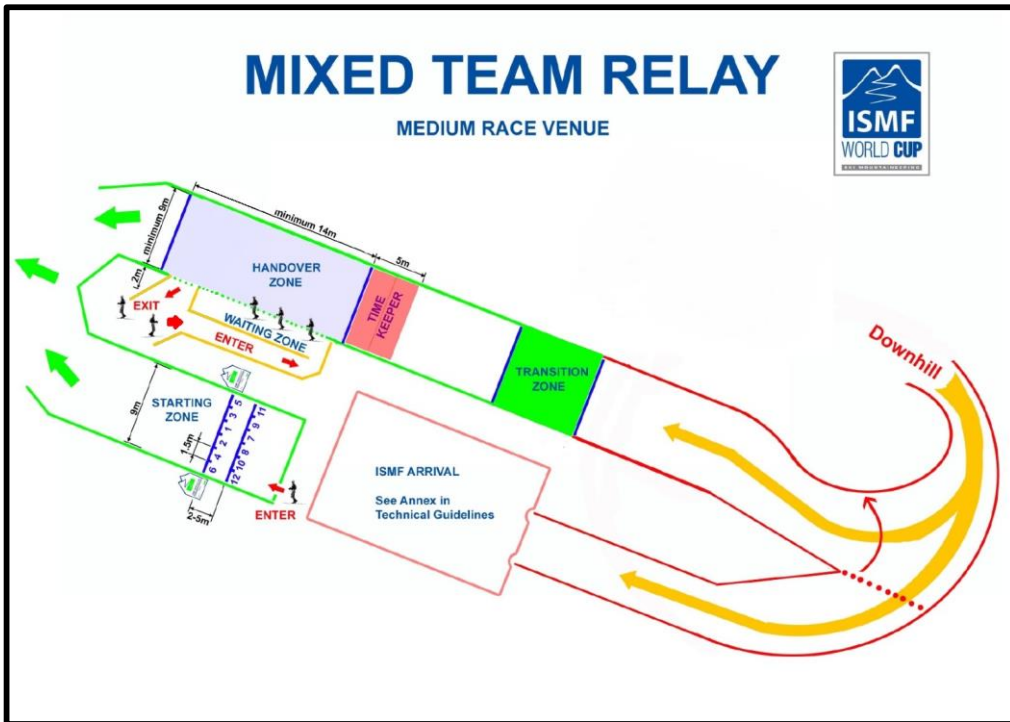 MIXED TEAM RELAY
MEDIUM RACE VENUE
ISMF
WORLD CUP
SKI MOUNTAINEERING
minimum 9m
minimum 14m
5m
2m
HANDOVER
ZONE
TIME
KEEPER
EXIT
WAITING ZONE
ENTER
TRANSITION
ZONE
Downhill
9m
STARTING
ZONE
1.5m
6 4 2 1 3 5
12 10 8 7 9 11
2-5m
ENTER
ISMF ARRIVAL
See Annex in
Technical Guidelines